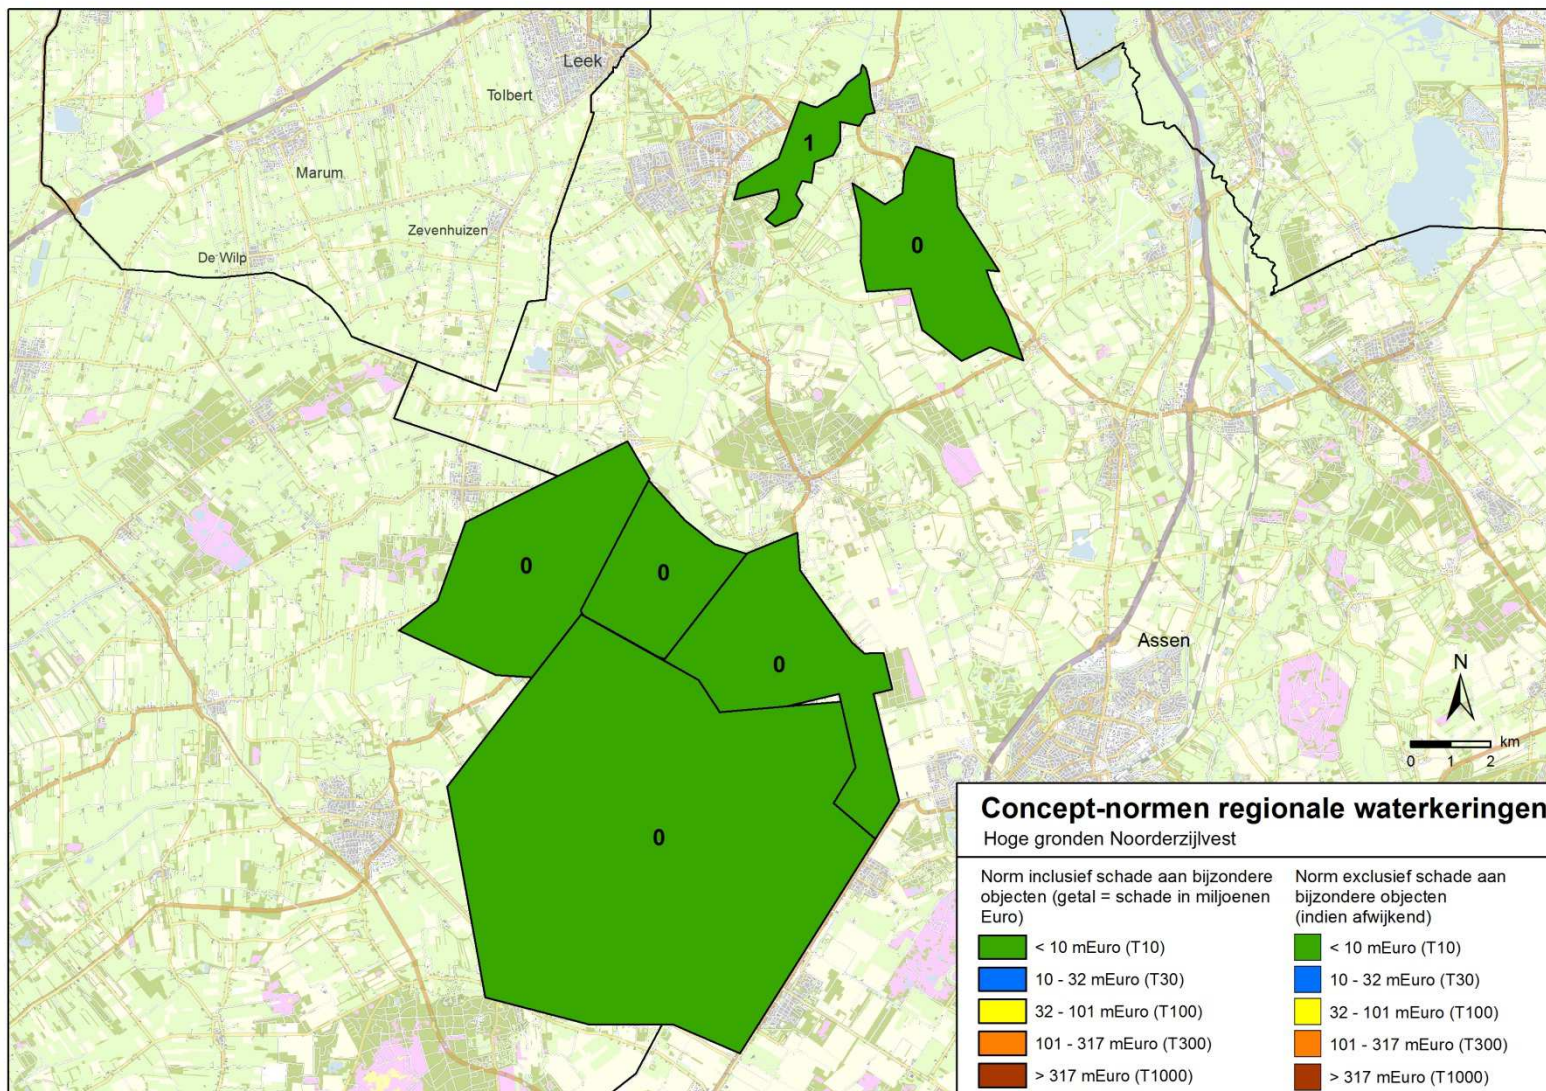 Leek
Tolbert
Marum
Zevenhuizen
De Wilp
1
0
0
0
0
0
Assen
N
km
0 1 2
Concept-normen regionale waterkeringen
Hoge gronden Noorderzijlvest
Norm inclusief schade aan bijzondere
objecten (getal = schade in miljoenen
Euro)
< 10 mEuro (T10)
10 - 32 mEuro (T30)
32 - 101 mEuro (T100)
101 - 317 mEuro (T300)
> 317 mEuro (T1000)
Norm exclusief schade aan
bijzondere objecten
(indien afwijkend)
< 10 mEuro (T10)
10 - 32 mEuro (T30)
32 - 101 mEuro (T100)
101 - 317 mEuro (T300)
> 317 mEuro (T1000)